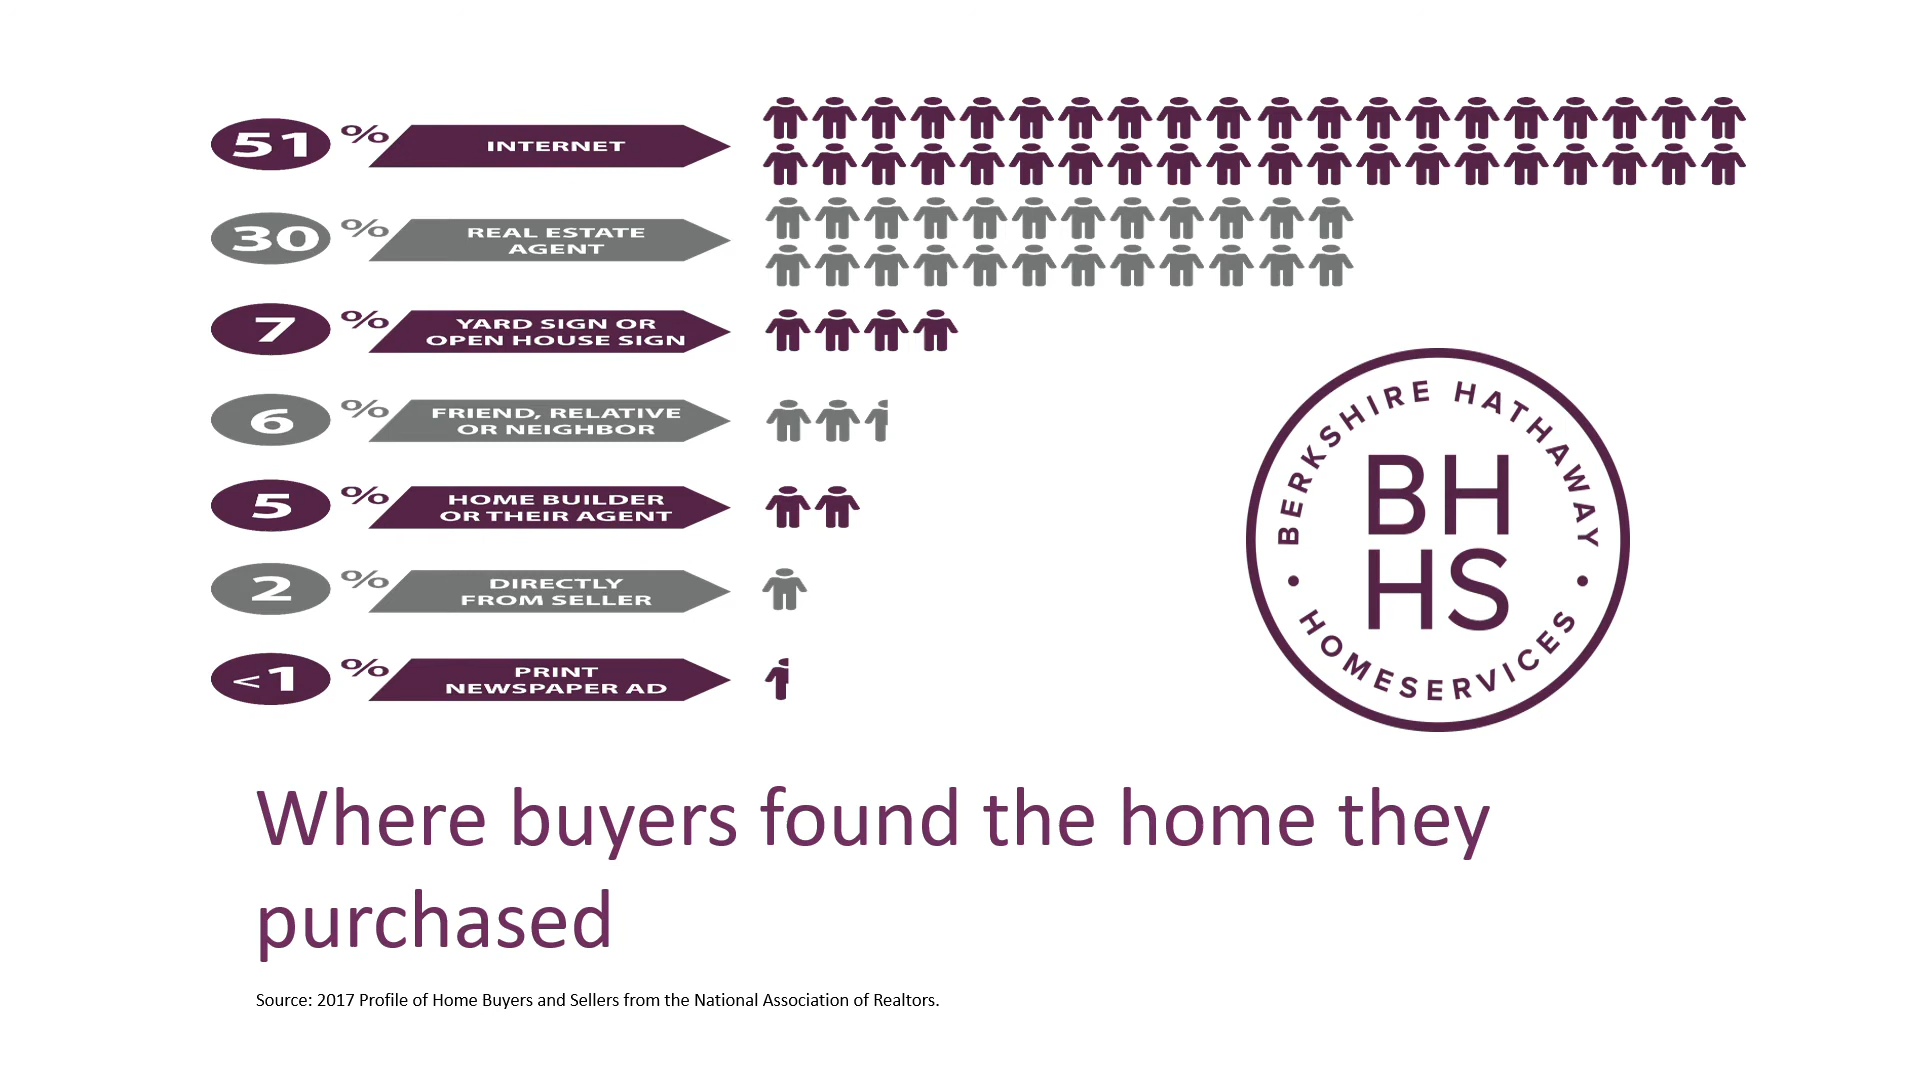 51 % INTERNET
30 % REAL ESTATE
AGENT
7 % YARD SIGN OR
OPEN HOUSE SIGN
6 % FRIEND, RELATIVE
OR NEIGHBOR
5 % HOME BUILDER
OR THEIR AGENT
2 % DIRECTLY
FROM SELLER
<1 % PRINT
NEWSPAPER AD
BERKSHIRE HATHAWAY
BH
HS
• HOMESERVICES •
Where buyers found the home they
purchased
Source: 2017 Profile of Home Buyers and Sellers from the National Association of Realtors.